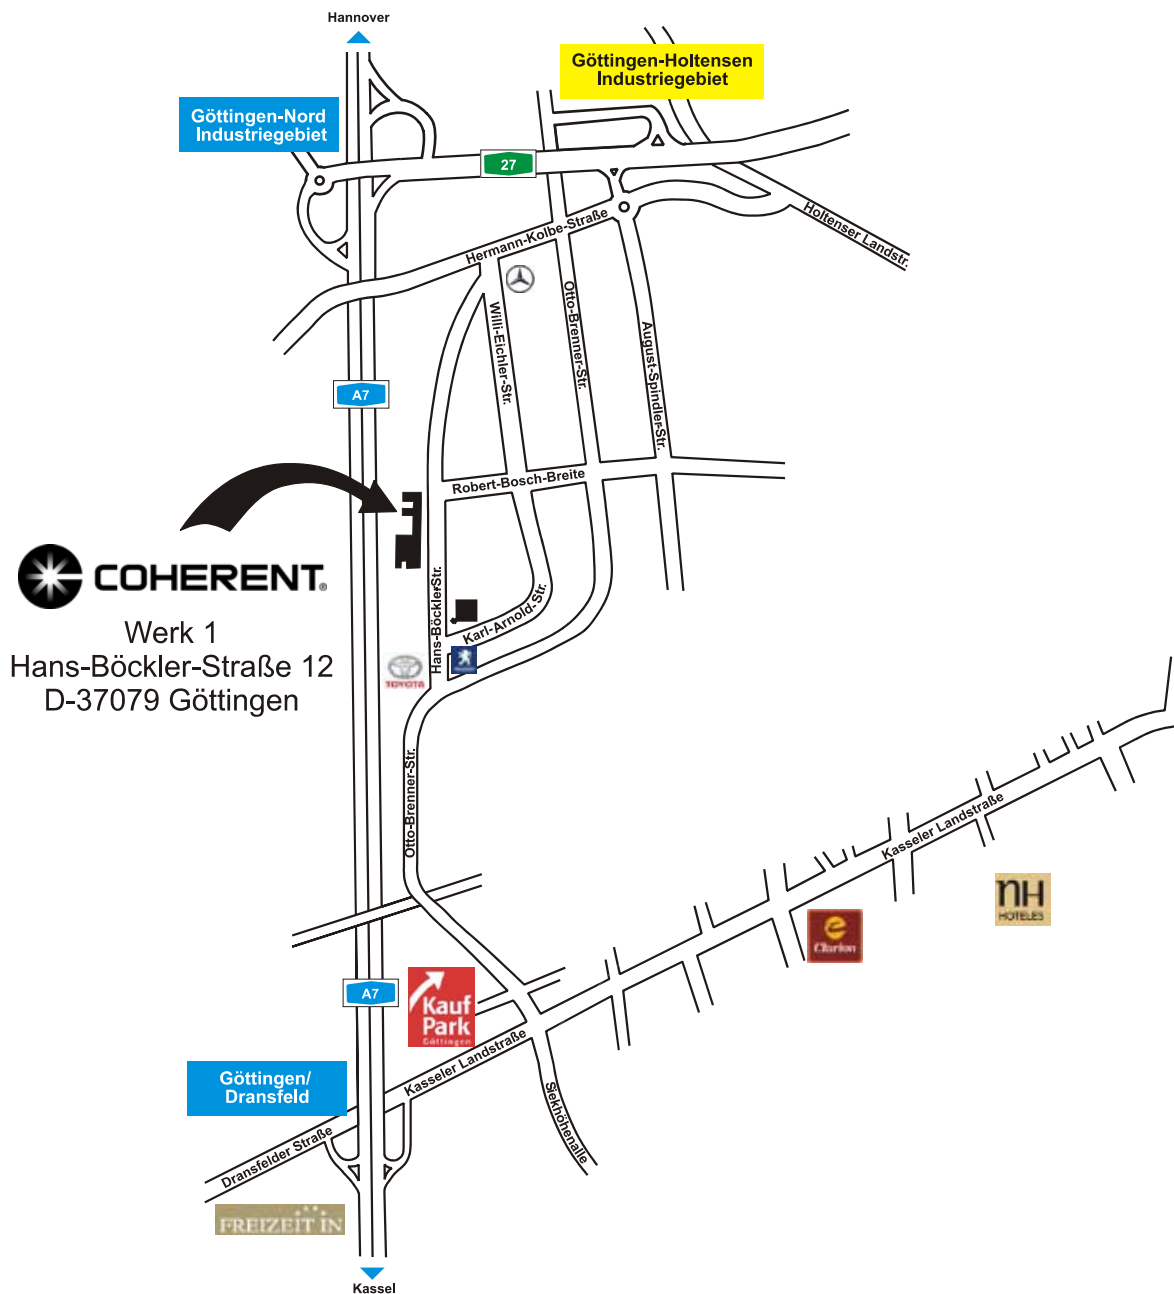 Hannover
Göttingen-Holtensen
Industriegebiet
Göttingen-Nord
Industriegebiet
27
Holtenser Landstr.
Hermann-Kolbe-Straße
Willi-Eichler-Str.
Otto-Brenner-Str.
August-Spindler-Str.
A7
Robert-Bosch-Breite
COHERENT®
Werk 1
Hans-Böckler-Straße 12
D-37079 Göttingen
Hans-Böckler-Str.
Karl-Arnold-Str.
TOYOTA
Otto-Brenner-Str.
Kasseler Landstraße
nH
HOTELES
Clarion
A7
Kauf
Park
Göttingen
Kasseler Landstraße
Göttingen/
Dransfeld
Siekhöhenalle
Dransfelder Straße
FREIZEIT IN
Kassel